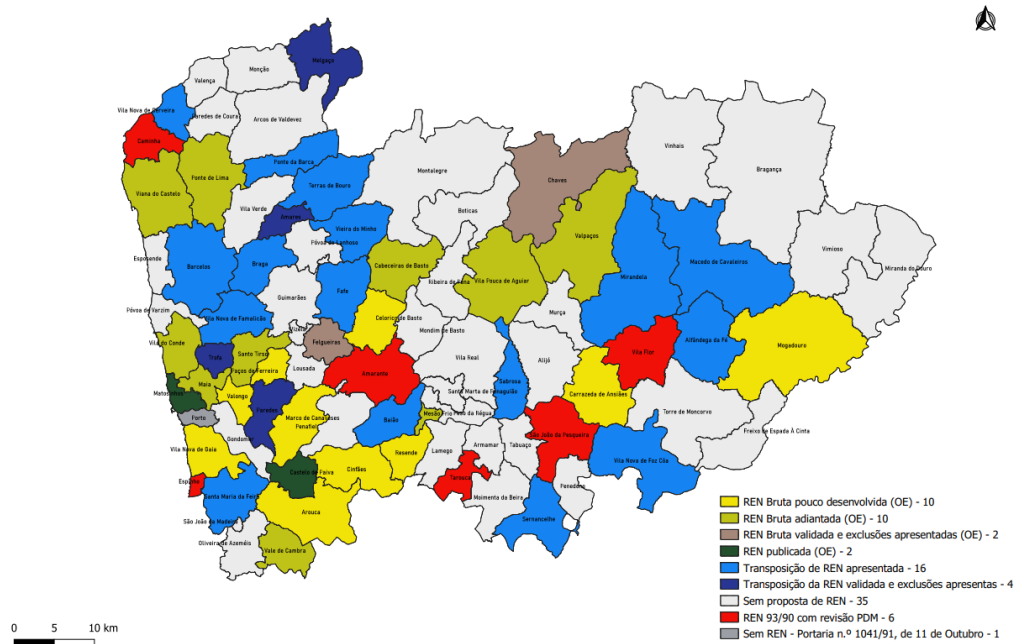 Melgaço
Monção
Valença
Vila Nova de Cerveira
Paredes de Coura
Arcos de Valdevez
Caminha
Ponte da Barca
Ponte de Lima
Viana do Castelo
Terras de Bouro
Montalegre
Chaves
Vinhais
Bragança
Vila Verde
Amares
Boticas
Vieira do Minho
Póvoa de Lanhoso
Valpaços
Vimioso
Esposende
Barcelos
Braga
Cabeceiras de Basto
Macedo de Cavaleiros
Miranda do Douro
Mirandela
Ribeira de Pena
Vila Pouca de Aguiar
Fafe
Guimarães
Póvoa de Varzim
Vila Nova de Famalicão
Celorico de Basto
Murça
Mondim de Basto
Vizela
Felgueiras
Vila do Conde
Alfândega da Fé
Mogadouro
Trofa
Santo Tirso
Vila Flor
Vila Real
Alijó
Paços de Ferreira
Lousada
Amarante
Maia
Sabrosa
Matosinhos
Valongo
Santa Marta de Penaguião
Carrazeda de Ansiães
Paredes
Marco de Canaveses
Penafiel
Porto
Baião
Mesão Frio
Peso da Régua
Torre de Moncorvo
Freixo de Espada À Cinta
Gondomar
São João da Pesqueira
Armamar
Tabuaço
Vila Nova de Gaia
Resende
Lamego
Vila Nova de Foz Côa
Castelo de Paiva
Cinfães
Tarouca
Espinho
Penedono
Santa Maria da Feira
Moimenta da Beira
Arouca
Sernancelhe
São João da Madeira
Oliveira de Azeméis
Vale de Cambra
REN Bruta pouco desenvolvida (OE) - 10
REN Bruta adiantada (OE) - 10
REN Bruta validada e exclusões apresentadas (OE) - 2
REN publicada (OE) - 2
Transposição de REN apresentada - 16
Transposição da REN validada e exclusões apresentas - 4
Sem proposta de REN - 35
REN 93/90 com revisão PDM - 6
Sem REN - Portaria n.º 1041/91, de 11 de Outubro - 1
0 5 10 km